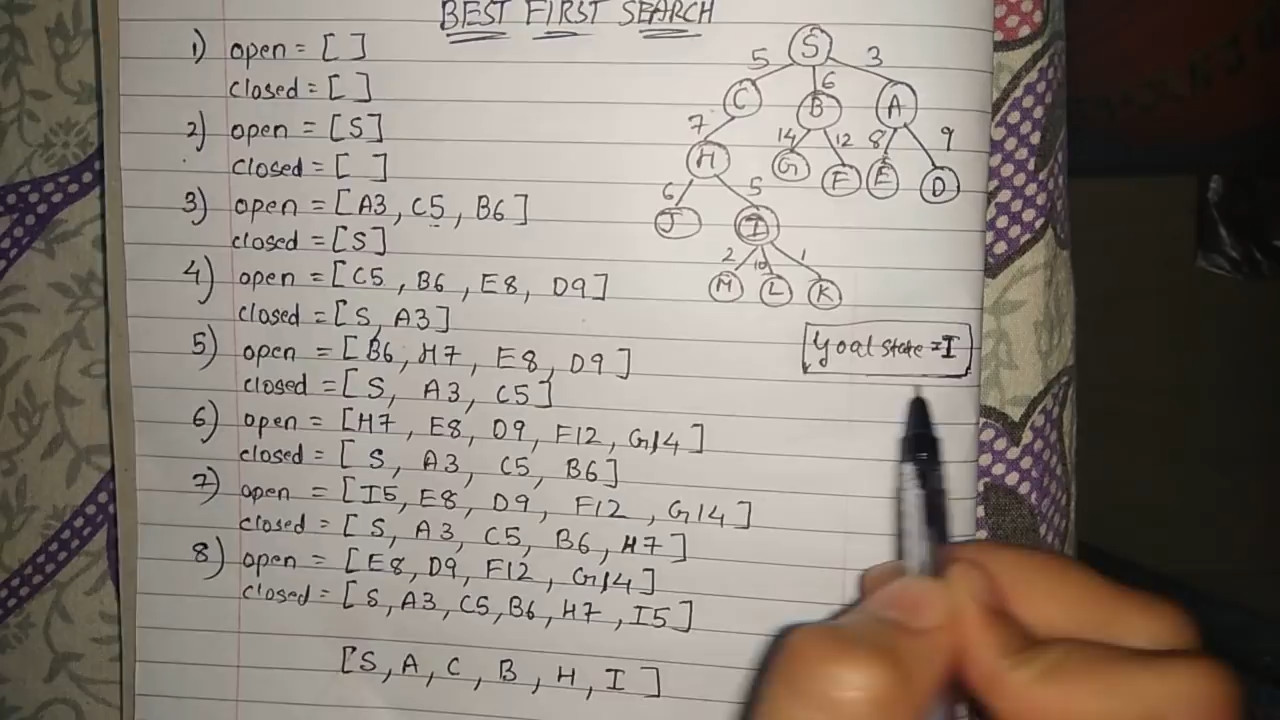 BEST FIRST SEARCH
1) open = [ ]
closed = [ ]
2) open = [S]
closed = [ ]
3) open = [A3, C5, B6]
closed = [S]
4) open = [C5, B6, E8, D9]
closed = [S, A3]
5) open = [B6, H7, E8, D9]
closed = [S, A3, C5]
6) open = [H7, E8, D9, F12, G14]
closed = [S, A3, C5, B6]
7) open = [I5, E8, D9, F12, G14]
closed = [S, A3, C5, B6, H7]
8) open = [E8, D9, F12, G14]
closed = [S, A3, C5, B6, H7, I5]
[S, A, C, B, H, I]
S
5 6 3
C B A
7 14 12 8 9
H G F E D
6 5
J I
2 10 1
M L K
Goal state = I